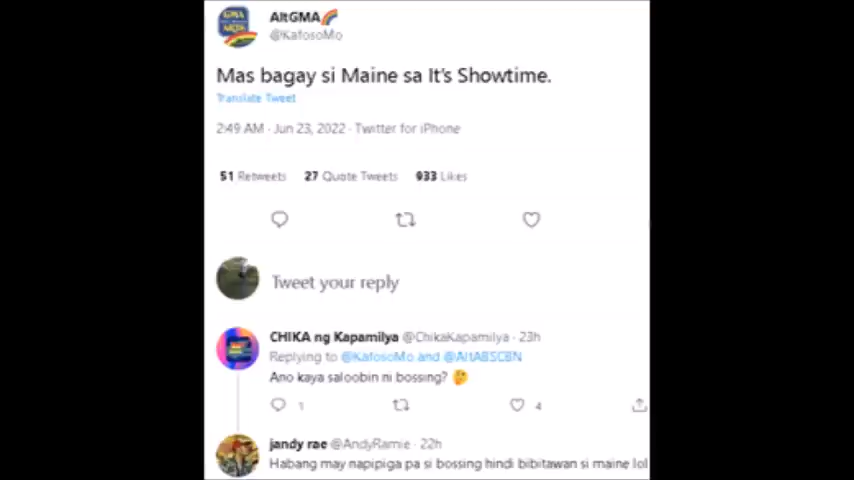 AltGMA
@KafosoMo
Mas bagay si Maine sa It's Showtime.
Translate Tweet
2:49 AM · Jun 23, 2022 · Twitter for iPhone
51 Retweets 27 Quote Tweets 933 Likes
Tweet your reply
CHIKA ng Kapamilya @ChikaKapamilya · 23h
Replying to @KafosoMo and @AltABSCBN
Ano kaya saloobin ni bossing? 🤔
1 4
jandy rae @AndyRamie · 22h
Habang may napipiga pa si bossing hindi bibitawan si maine lol